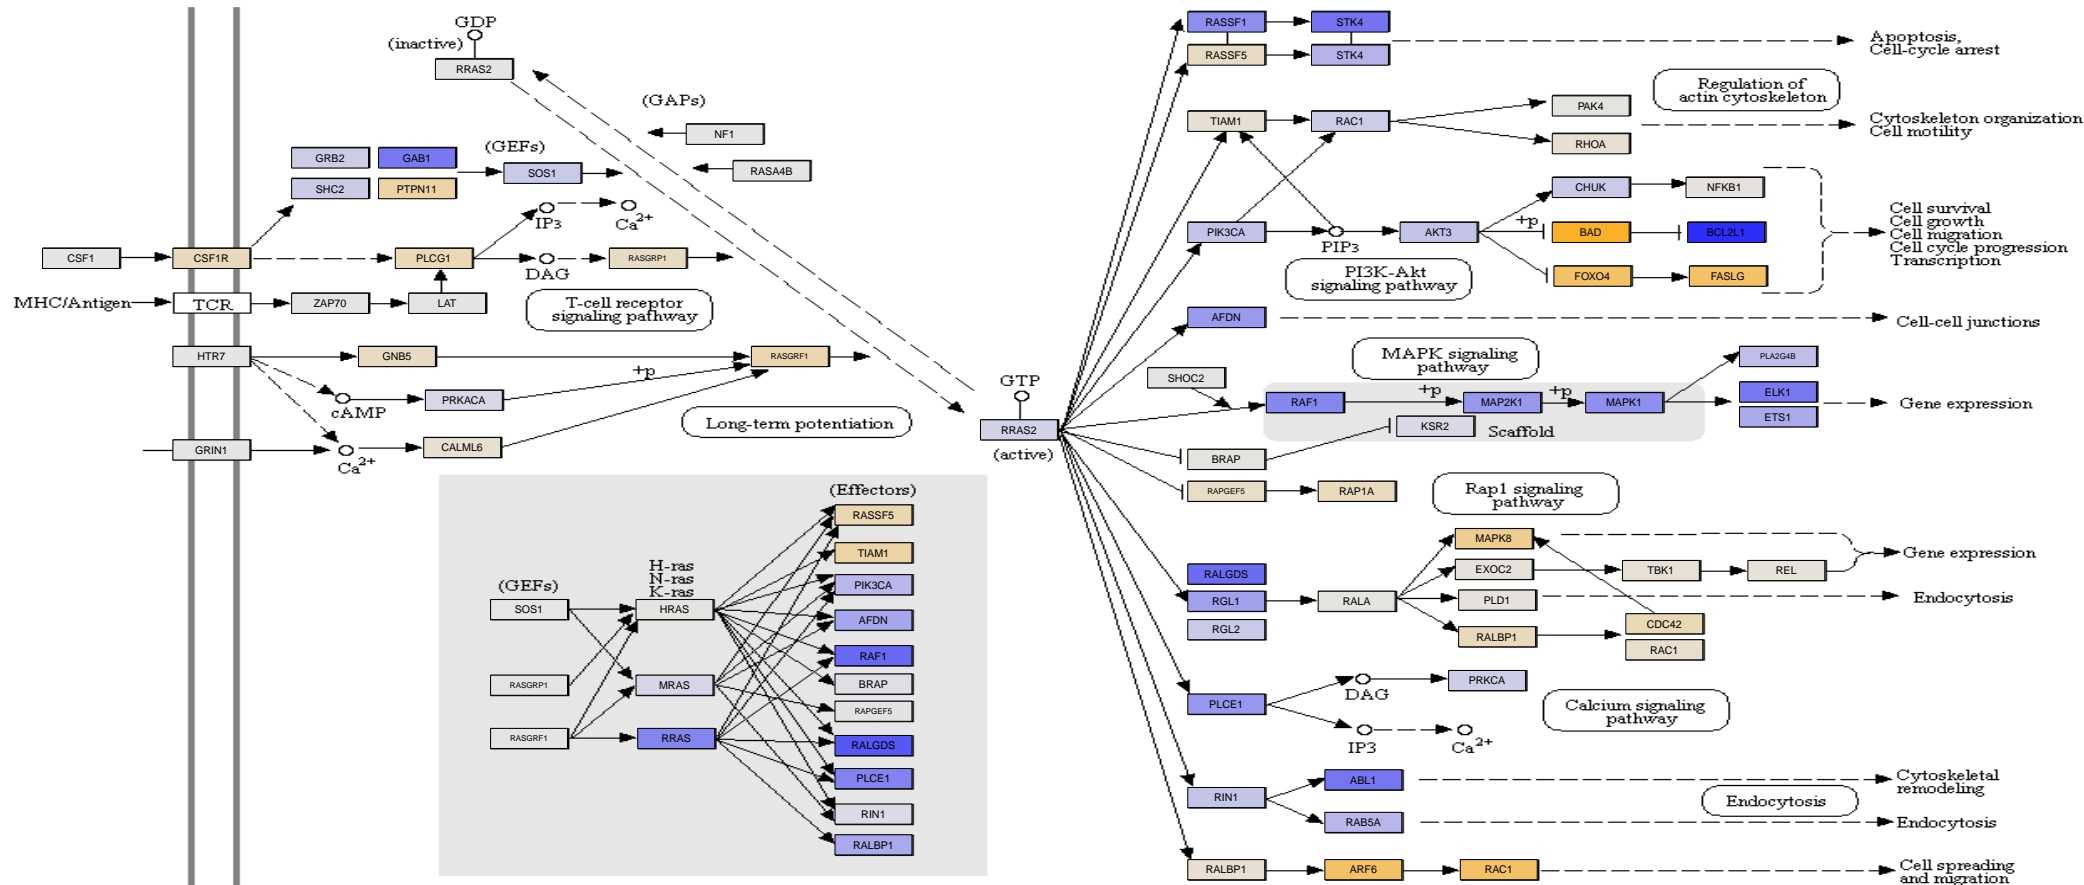 GDP
(inactive)
RRAS2
(GAPs)
NF1
RASA4B
GRB2
GAB1
(GEFs)
SOS1
SHC2
PTPN11
IP3
Ca2+
CSF1
CSF1R
PLCG1
DAG
RASGRP1
MHC/Antigen
TCR
ZAP70
LAT
T-cell receptor
signaling pathway
HTR7
GNB5
RASGRF1
+p
cAMP
PRKACA
Long-term potentiation
GRIN1
Ca2+
CALML6
GTP
RRAS2
(active)
(Effectors)
RASSF5
TIAM1
H-ras
N-ras
K-ras
(GEFs)
SOS1
HRAS
PIK3CA
AFDN
RAF1
RASGRP1
MRAS
BRAP
RAPGEF5
RASGRF1
RRAS
RALGDS
PLCE1
RIN1
RALBP1
RASSF1
STK4
RASSF5
STK4
Apoptosis,
Cell-cycle arrest
Regulation of
actin cytoskeleton
TIAM1
RAC1
PAK4
RHOA
Cytoskeleton organization
Cell motility
CHUK
NFKB1
PIK3CA
PIP3
AKT3
+p
BAD
BCL2L1
FOXO4
FASLG
Cell survival
Cell growth
Cell migration
Cell cycle progression
Transcription
PI3K-Akt
signaling pathway
AFDN
Cell-cell junctions
MAPK signaling
pathway
SHOC2
RAF1
+p
MAP2K1
+p
MAPK1
PLA2G4B
ELK1
ETS1
Gene expression
KSR2
Scaffold
BRAP
RAPGEF5
RAP1A
Rap1 signaling
pathway
MAPK8
EXOC2
TBK1
REL
Gene expression
RALGDS
RGL1
RGL2
RALA
PLD1
Endocytosis
RALBP1
CDC42
RAC1
PLCE1
DAG
PRKCA
IP3
Ca2+
Calcium signaling
pathway
RIN1
ABL1
Cytoskeletal
remodeling
Endocytosis
RAB5A
Endocytosis
RALBP1
ARF6
RAC1
Cell spreading
and migration